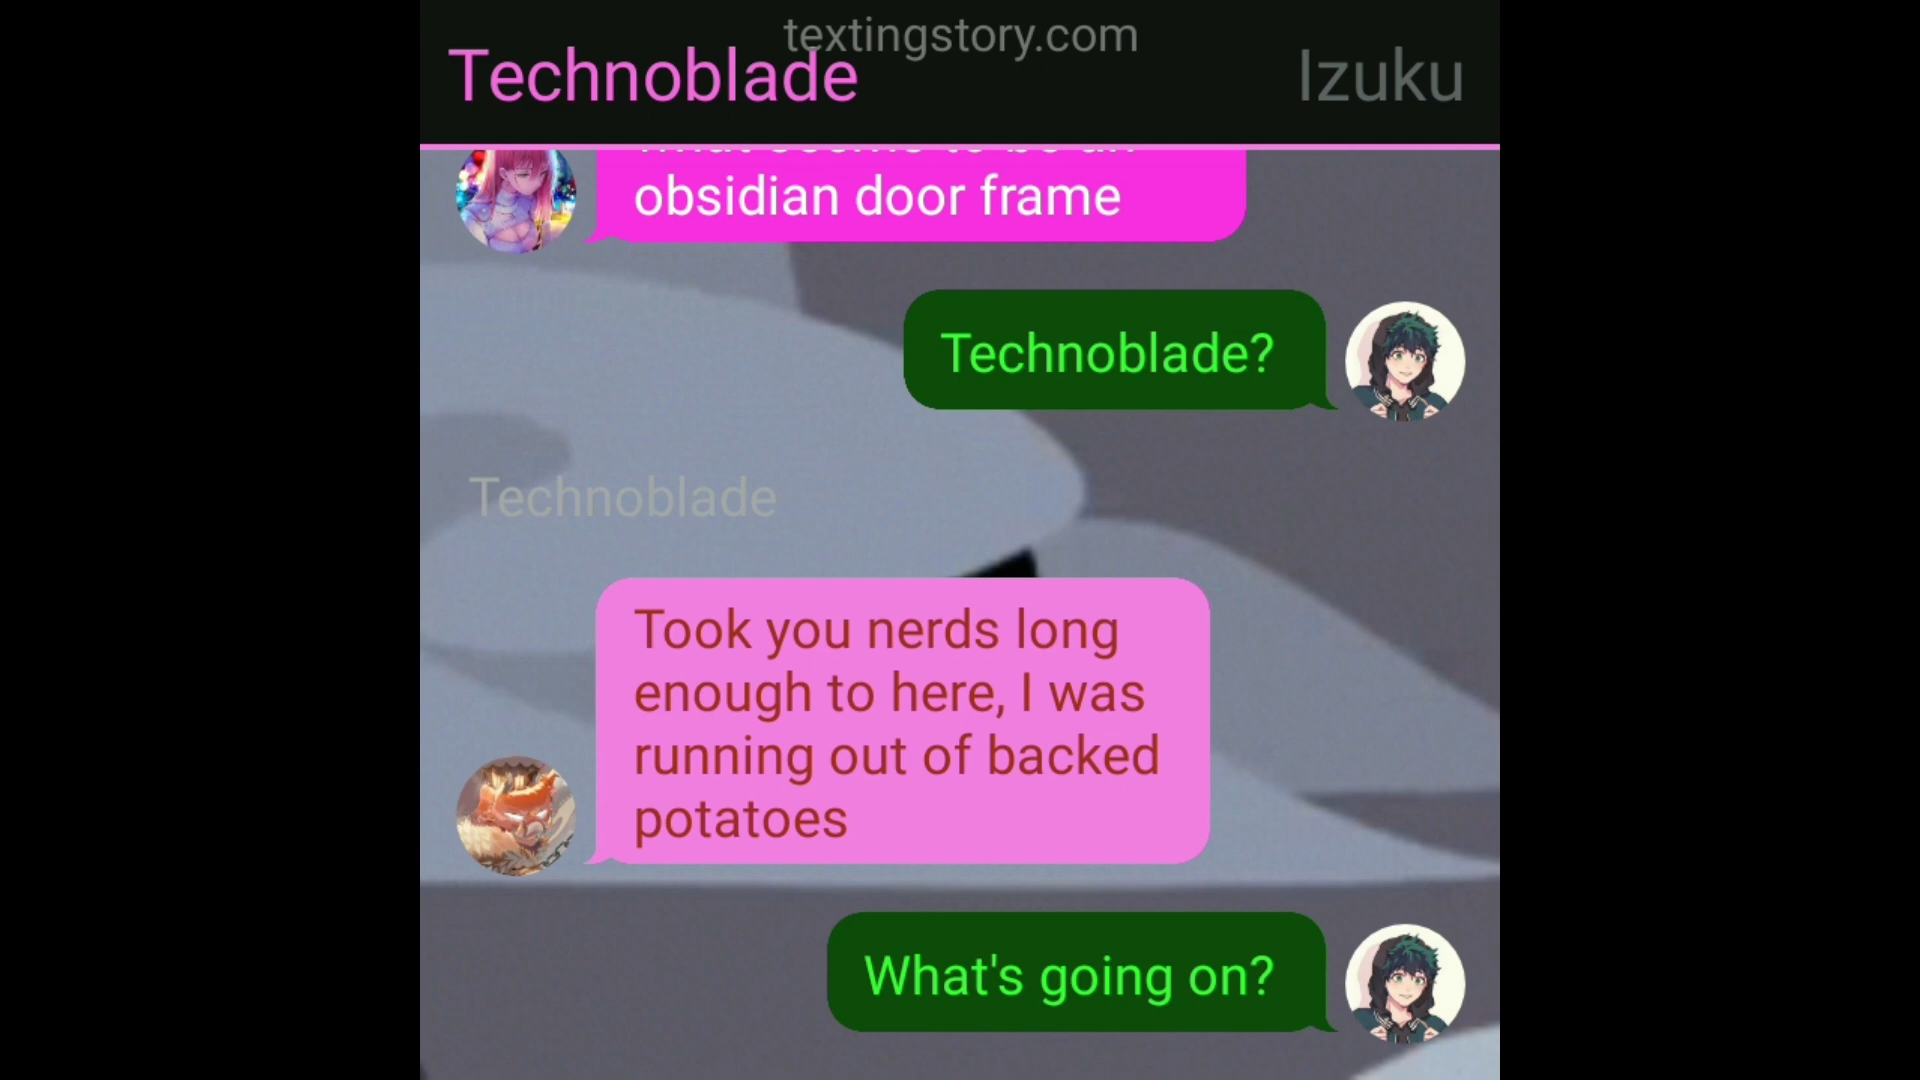 textingstory.com
Technoblade
Izuku
obsidian door frame
Technoblade?
Technoblade
Took you nerds long
enough to here, I was
running out of backed
potatoes
What's going on?